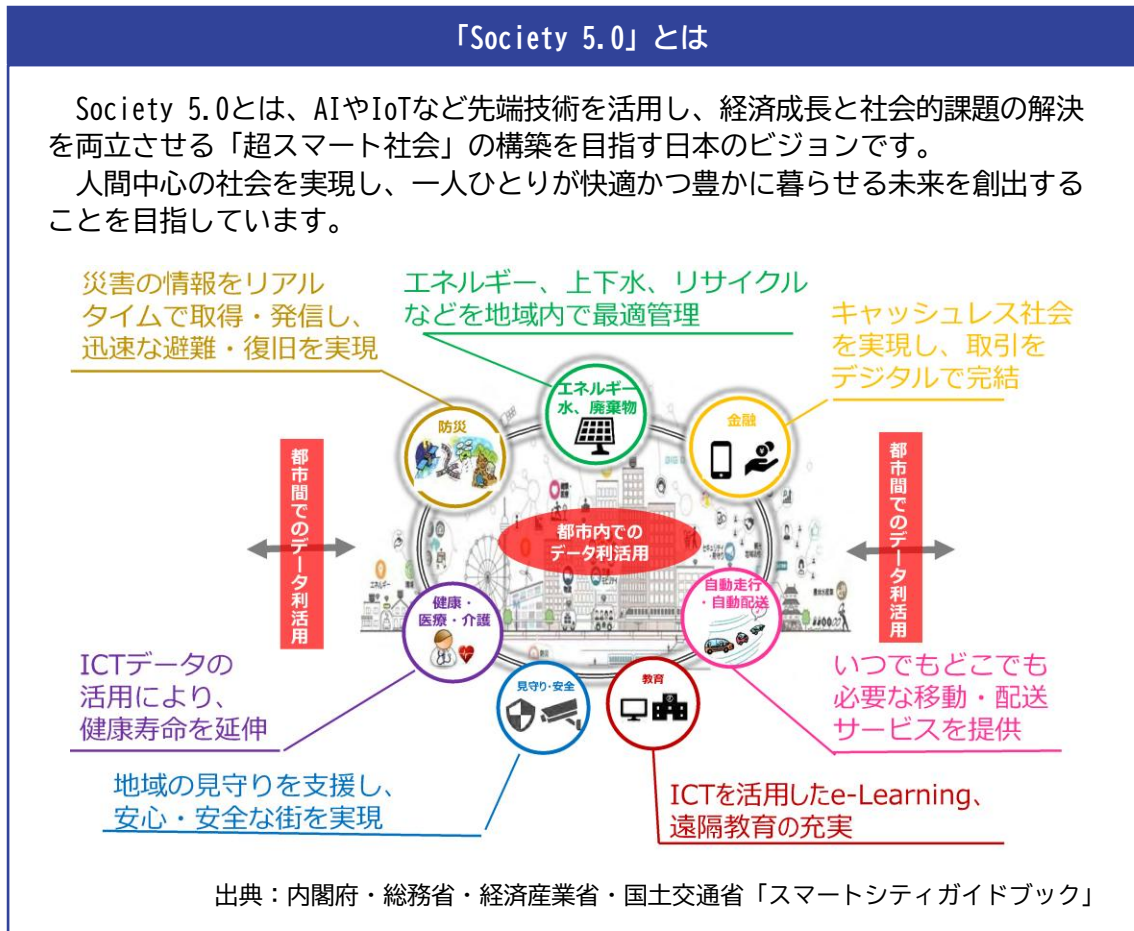 「Society 5.0」とは
Society 5.0とは、AIやIoTなど先端技術を活用し、経済成長と社会的課題の解決
を両立させる「超スマート社会」の構築を目指す日本のビジョンです。
人間中心の社会を実現し、一人ひとりが快適かつ豊かに暮らせる未来を創出する
ことを目指しています。
災害の情報をリアル
タイムで取得・発信し、
迅速な避難・復旧を実現
エネルギー、上下水、リサイクル
などを地域内で最適管理
キャッシュレス社会
を実現し、取引を
デジタルで完結
防災
エネルギー
水、廃棄物
金融
都市間でのデータ利活用
都市内での
データ利活用
都市間でのデータ利活用
健康・
医療・介護
自動走行
・自動配送
見守り・安全
教育
ICTデータの
活用により、
健康寿命を延伸
いつでもどこでも
必要な移動・配送
サービスを提供
地域の見守りを支援し、
安心・安全な街を実現
ICTを活用したe-Learning、
遠隔教育の充実
出典：内閣府・総務省・経済産業省・国土交通省「スマートシティガイドブック」